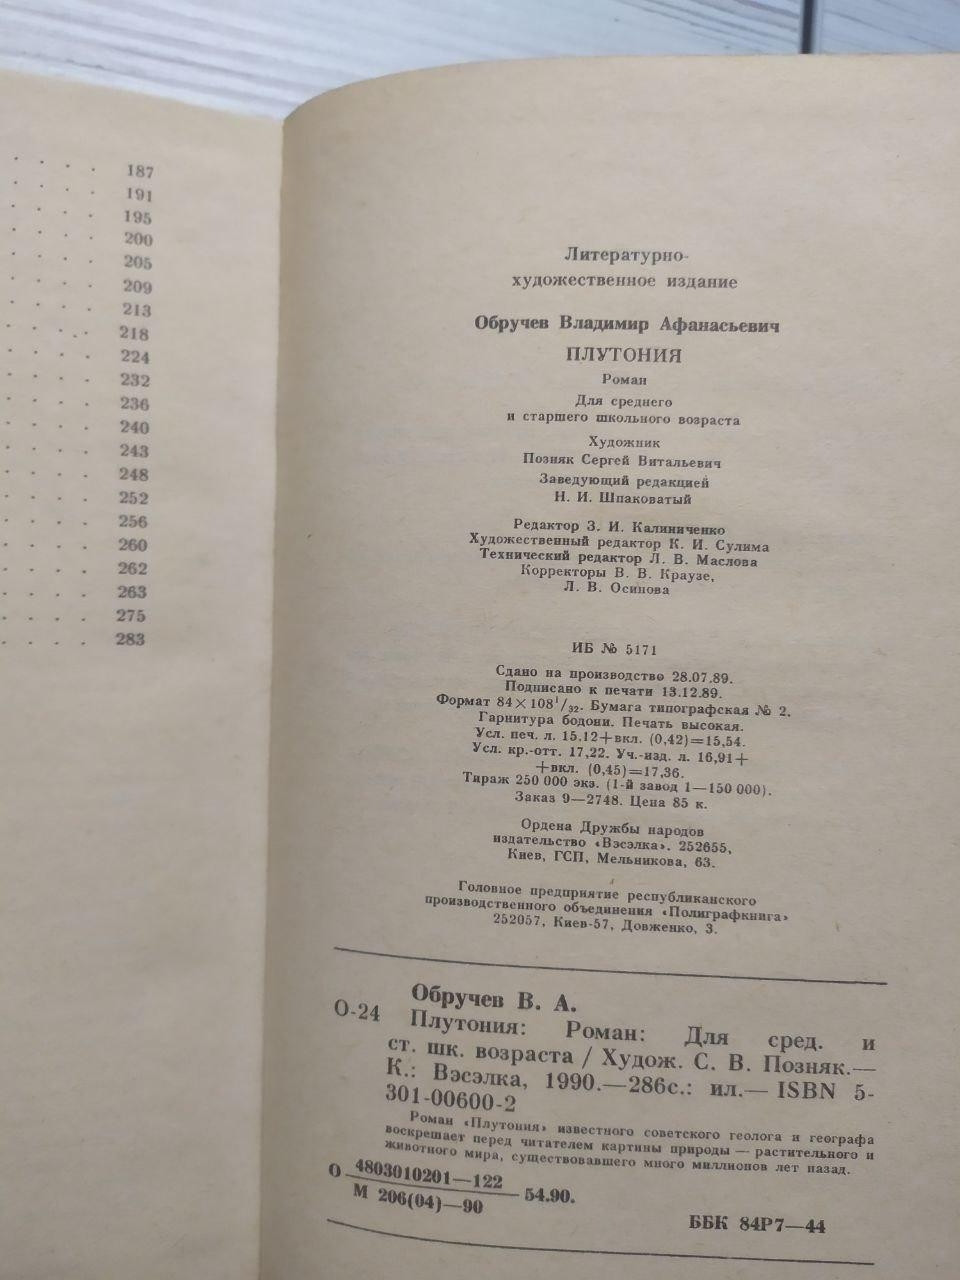 187
191
195
200
205
209
213
218
224
232
236
240
243
248
252
256
260
262
263
275
283
Литературно-
художественное издание
Обручев Владимир Афанасьевич
ПЛУТОНИЯ
Роман
Для среднего
и старшего школьного возраста
Художник
Позняк Сергей Витальевич
Заведующий редакцией
Н. И. Шпаковатый
Редактор З. И. Калиниченко
Художественный редактор К. И. Сулима
Технический редактор Л. В. Маслова
Корректоры В. В. Краузе,
Л. В. Осипова
ИБ № 5171
Сдано на производство 28.07.89.
Подписано к печати 13.12.89.
Формат 84×108¹/₃₂. Бумага типографская № 2.
Гарнитура бодони. Печать высокая.
Усл. печ. л. 15,12+вкл. (0,42)=15,54.
Усл. кр.-отт. 17,22. Уч.-изд. л. 16,91+
+вкл. (0,45)=17,36.
Тираж 250 000 экз. (1-й завод 1—150 000).
Заказ 9—2748. Цена 85 к.
Ордена Дружбы народов
издательство «Вэсэлка». 252655,
Киев, ГСП, Мельникова, 63.
Головное предприятие республиканского
производственного объединения «Полиграфкнига»
252057, Киев-57, Довженко, 3.
Обручев В. А.
О-24 Плутония: Роман: Для сред. и
ст. шк. возраста / Худож. С. В. Позняк.—
К.: Вэсэлка, 1990.—286с.: ил.— ISBN 5-
301-00600-2
Роман «Плутония» известного советского геолога и географа
воскрешает перед читателем картины природы — растительного и
животного мира, существовавшего много миллионов лет назад.
О 4803010201—122
М 206(04)—90 54.90.
ББК 84Р7—44